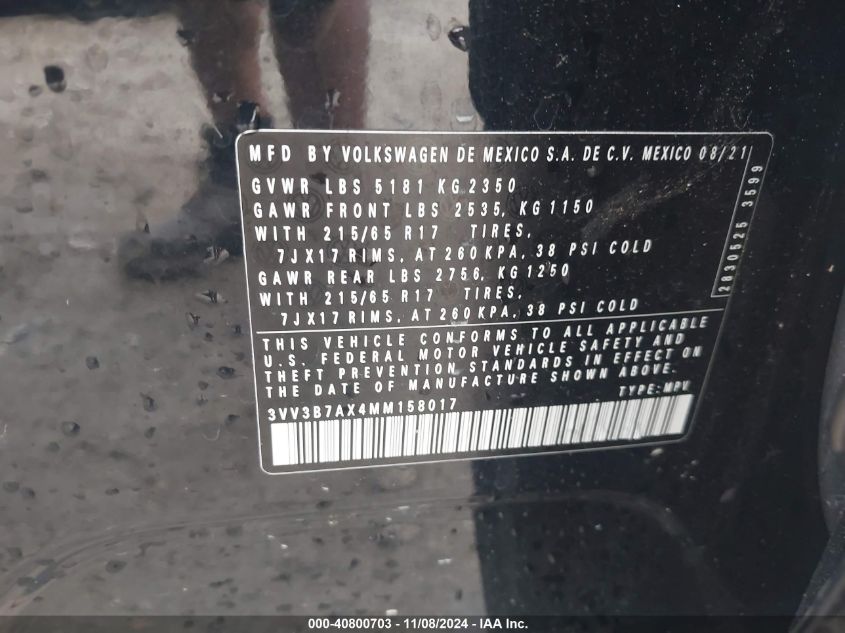 MFD BY VOLKSWAGEN DE MEXICO S.A. DE C.V. MEXICO 08/21
GVWR LBS 5181 KG 2350
GAWR FRONT LBS 2535, KG 1150
WITH 215/65 R17 TIRES,
7JX17 RIMS, AT 260 KPA, 38 PSI COLD
GAWR REAR LBS 2756, KG 1250
WITH 215/65 R17 TIRES,
7JX17 RIMS, AT 260 KPA, 38 PSI COLD
2830525 3599
THIS VEHICLE CONFORMS TO ALL APPLICABLE
U.S. FEDERAL MOTOR VEHICLE SAFETY AND
THEFT PREVENTION STANDARDS IN EFFECT ON
THE DATE OF MANUFACTURE SHOWN ABOVE.
TYPE: MPV
3VV3B7AX4MM158017
000-40800703 - 11/08/2024 - IAA Inc.